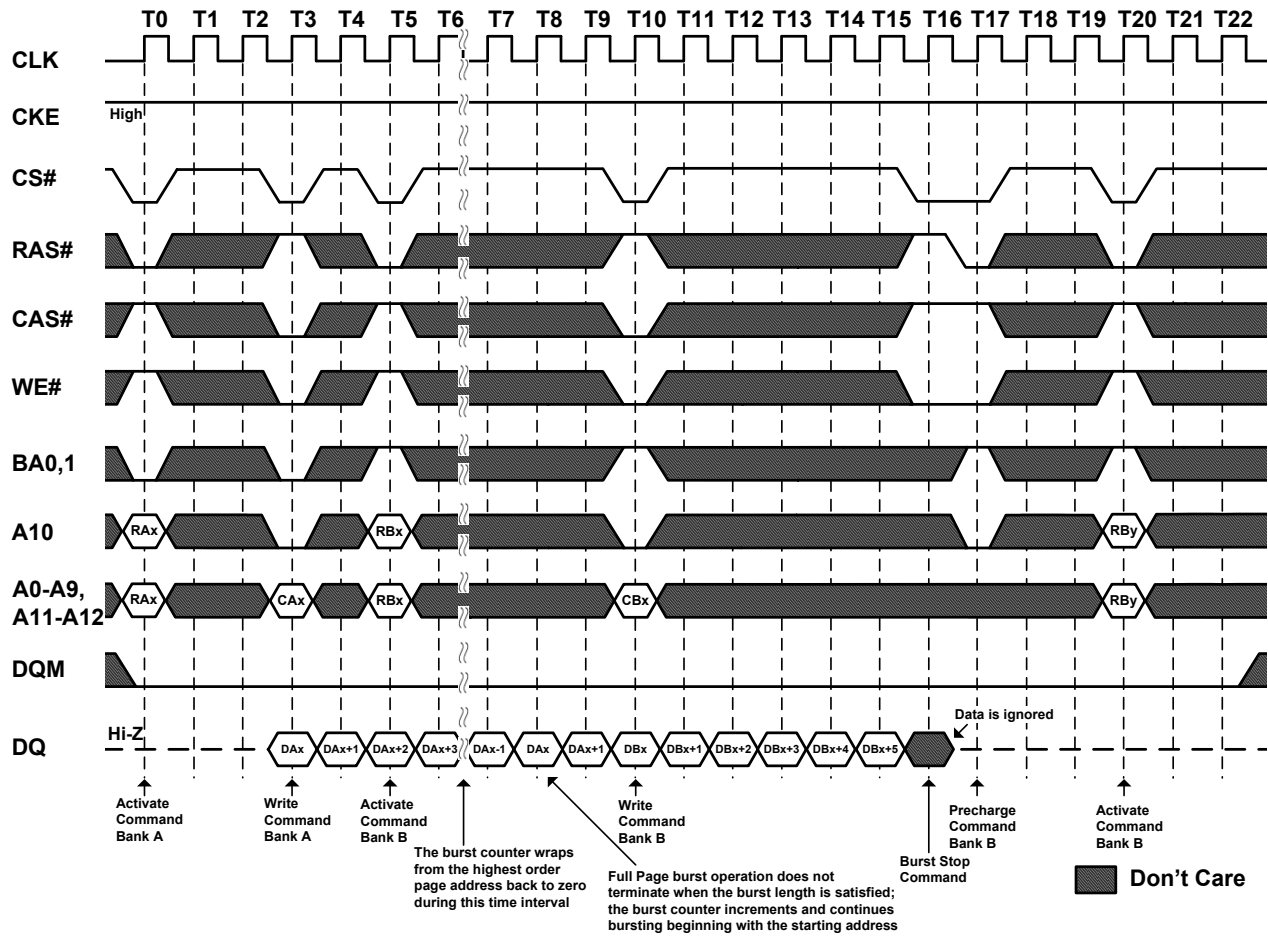 T0 T1 T2 T3 T4 T5 T6 T7 T8 T9 T10 T11 T12 T13 T14 T15 T16 T17 T18 T19 T20 T21 T22
CLK
CKE
High
CS#
RAS#
CAS#
WE#
BA0,1
A10
RAx RBx RBy
A0-A9,
A11-A12
RAx CAx RBx CBx RBy
DQM
Data is ignored
DQ
Hi-Z
DAx DAx+1 DAx+2 DAx+3 DAx-1 DAx DAx+1 DBx DBx+1 DBx+2 DBx+3 DBx+4 DBx+5
Activate
Command
Bank A
Write
Command
Bank A
Activate
Command
Bank B
The burst counter wraps
from the highest order
page address back to zero
during this time interval
Write
Command
Bank B
Full Page burst operation does not
terminate when the burst length is satisfied;
the burst counter increments and continues
bursting beginning with the starting address
Burst Stop
Command
Precharge
Command
Bank B
Activate
Command
Bank B
Don't Care